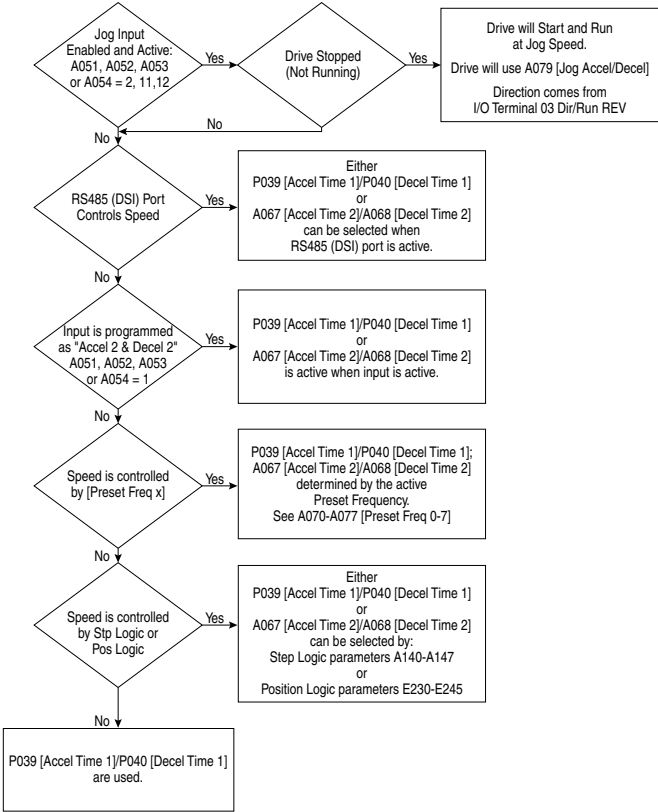 Jog Input
Enabled and Active:
A051, A052, A053
or A054 = 2, 11,12
Yes
Drive Stopped
(Not Running)
Yes
Drive will Start and Run
at Jog Speed.
Drive will use A079 [Jog Accel/Decel]
Direction comes from
I/O Terminal 03 Dir/Run REV
No
No
RS485 (DSI) Port
Controls Speed
Yes
Either
P039 [Accel Time 1]/P040 [Decel Time 1]
or
A067 [Accel Time 2]/A068 [Decel Time 2]
can be selected when
RS485 (DSI) port is active.
No
Input is programmed
as "Accel 2 & Decel 2"
A051, A052, A053
or A054 = 1
Yes
P039 [Accel Time 1]/P040 [Decel Time 1]
or
A067 [Accel Time 2]/A068 [Decel Time 2]
is active when input is active.
No
Speed is controlled
by [Preset Freq x]
Yes
P039 [Accel Time 1]/P040 [Decel Time 1];
A067 [Accel Time 2]/A068 [Decel Time 2]
determined by the active
Preset Frequency.
See A070-A077 [Preset Freq 0-7]
No
Speed is controlled
by Stp Logic or
Pos Logic
Yes
Either
P039 [Accel Time 1]/P040 [Decel Time 1]
or
A067 [Accel Time 2]/A068 [Decel Time 2]
can be selected by:
Step Logic parameters A140-A147
or
Position Logic parameters E230-E245
No
P039 [Accel Time 1]/P040 [Decel Time 1]
are used.